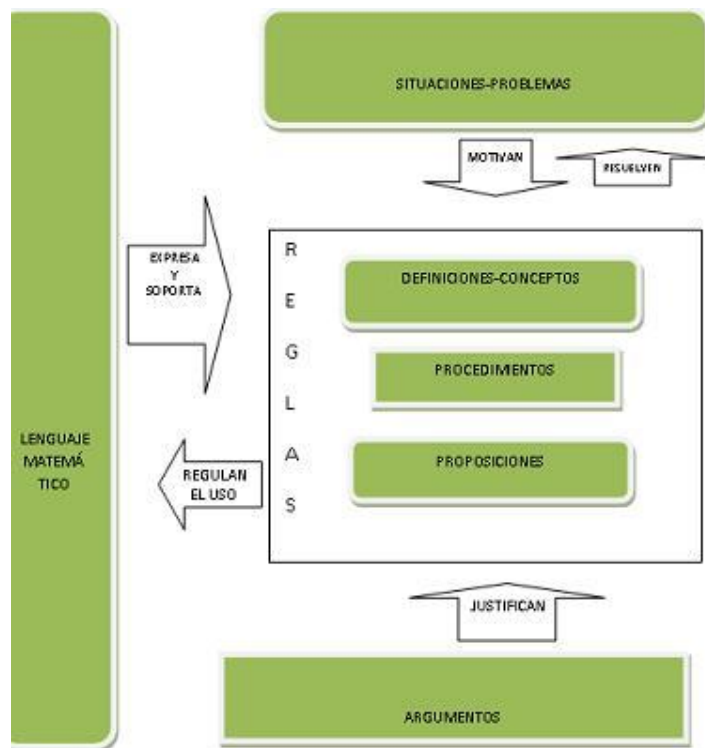 SITUACIONES-PROBLEMAS
MOTIVAN
RESUELVEN
EXPRESA
Y
SOPORTA
R
E
G
L
A
S
DEFINICIONES-CONCEPTOS
PROCEDIMIENTOS
PROPOSICIONES
LENGUAJE
MATEMÁ
TICO
REGULAN
EL USO
JUSTIFICAN
ARGUMENTOS